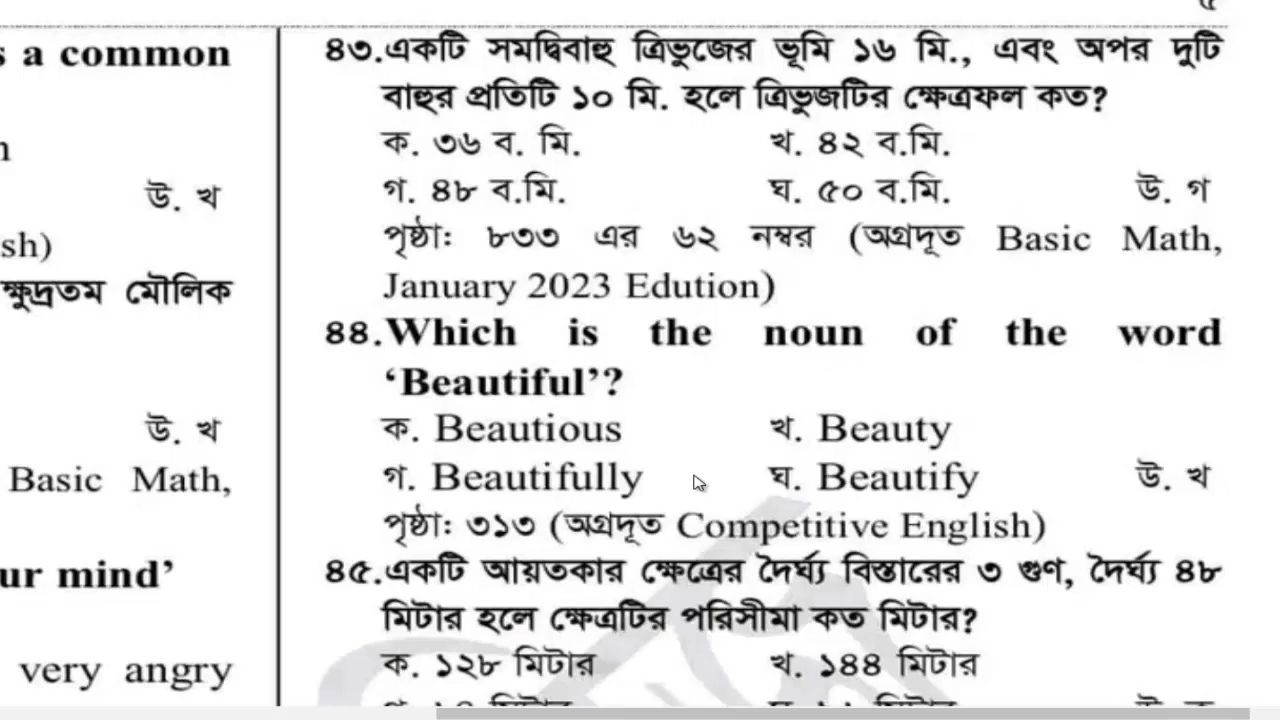 ৫
s a common
উ. খ
sh)
ক্ষুদ্রতম মৌলিক
উ. খ
Basic Math,
ur mind’
very angry
৪৩.একটি সমদ্বিবাহু ত্রিভুজের ভূমি ১৬ মি., এবং অপর দুটি
বাহুর প্রতিটি ১০ মি. হলে ত্রিভুজটির ক্ষেত্রফল কত?
ক. ৩৬ ব. মি. খ. ৪২ ব.মি.
গ. ৪৮ ব.মি. ঘ. ৫০ ব.মি. উ. গ
পৃষ্ঠা: ৮৩৩ এর ৬২ নম্বর (অগ্রদূত Basic Math,
January 2023 Edution)
৪৪.Which is the noun of the word
‘Beautiful’?
ক. Beautious খ. Beauty
গ. Beautifully ঘ. Beautify উ. খ
পৃষ্ঠা: ৩১৩ (অগ্রদূত Competitive English)
৪৫.একটি আয়তকার ক্ষেত্রের দৈর্ঘ্য বিস্তারের ৩ গুণ, দৈর্ঘ্য ৪৮
মিটার হলে ক্ষেত্রটির পরিসীমা কত মিটার?
ক. ১২৮ মিটার খ. ১৪৪ মিটার